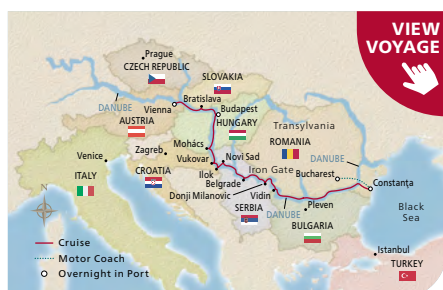 VIEW
VOYAGE
Prague
CZECH REPUBLIC
SLOVAKIA
DANUBE
Bratislava
Vienna
Budapest
AUSTRIA
HUNGARY
Transylvania
Mohács
ROMANIA
Zagreb
Venice
Vukovar
Novi Sad
DANUBE
Iron Gate
Ilok
Bucharest
CROATIA
Belgrade
Constanţa
ITALY
Donji Milanovic
Vidin
SERBIA
DANUBE
Pleven
Black
Sea
BULGARIA
Cruise
Motor Coach
Overnight in Port
Istanbul
TURKEY